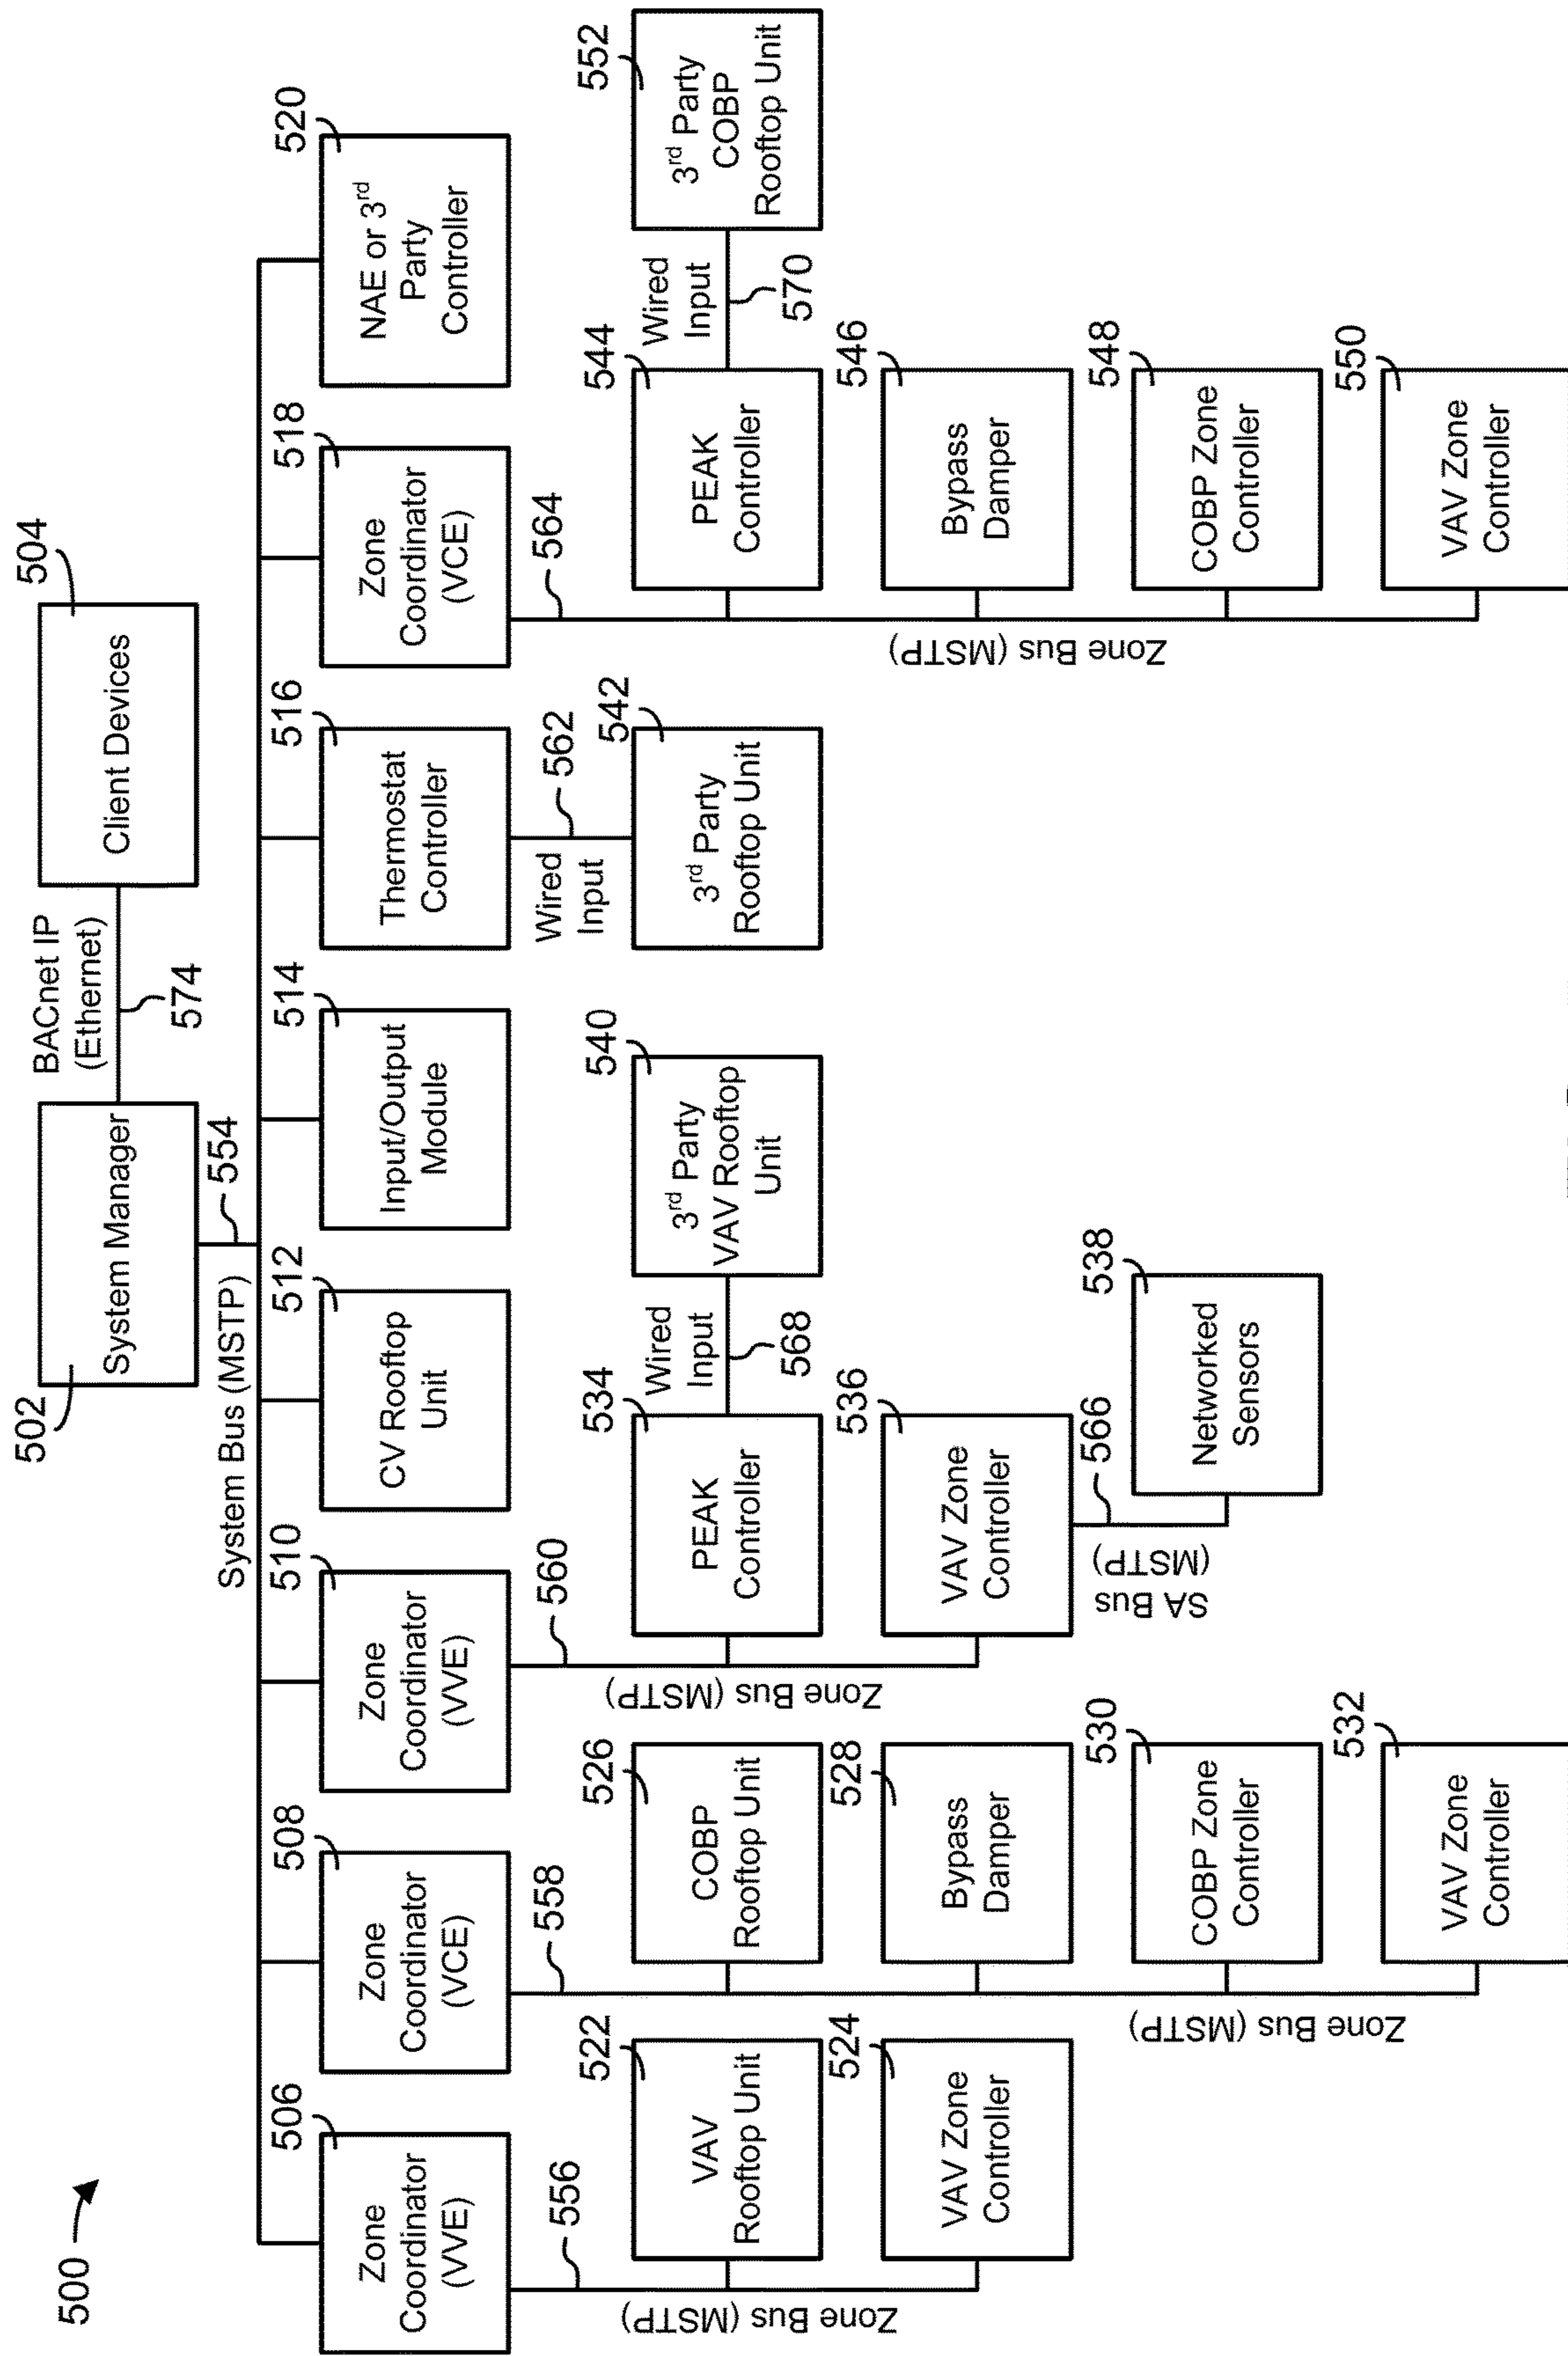 500
502
System Manager
BACnet IP
(Ethernet)
574
504
Client Devices
554
System Bus (MSTP)
506
Zone
Coordinator
(VVE)
508
Zone
Coordinator
(VCE)
510
Zone
Coordinator
(VVE)
512
CV Rooftop
Unit
514
Input/Output
Module
516
Thermostat
Controller
518
Zone
Coordinator
(VCE)
520
NAE or 3rd
Party
Controller
556
Zone Bus (MSTP)
522
VAV
Rooftop Unit
524
VAV Zone
Controller
558
Zone Bus (MSTP)
526
COBP
Rooftop Unit
528
Bypass
Damper
530
COBP Zone
Controller
532
VAV Zone
Controller
560
Zone Bus (MSTP)
534
PEAK
Controller
Wired
Input
568
540
3rd Party
VAV Rooftop
Unit
536
VAV Zone
Controller
566
SA Bus
(MSTP)
538
Networked
Sensors
562
Wired
Input
542
3rd Party
Rooftop Unit
564
Zone Bus (MSTP)
544
PEAK
Controller
Wired
Input
570
552
3rd Party
COBP
Rooftop Unit
546
Bypass
Damper
548
COBP Zone
Controller
550
VAV Zone
Controller